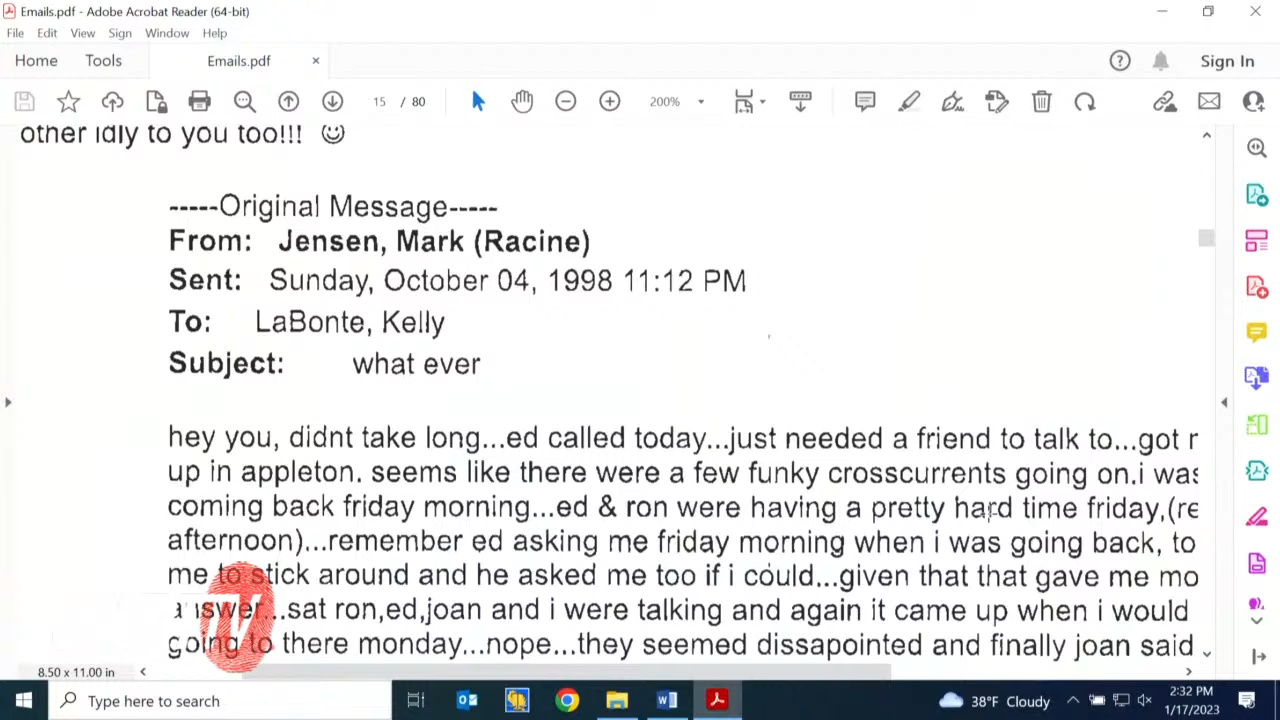 Emails.pdf - Adobe Acrobat Reader (64-bit)
File Edit View Sign Window Help
Home Tools Emails.pdf × ? Sign In
15 / 80 200%
other idly to you too!!! ☺
-----Original Message-----
From: Jensen, Mark (Racine)
Sent: Sunday, October 04, 1998 11:12 PM
To: LaBonte, Kelly
Subject: what ever
hey you, didnt take long...ed called today...just needed a friend to talk to...got
up in appleton. seems like there were a few funky crosscurrents going on.i was
coming back friday morning...ed & ron were having a pretty hard time friday,(re
afternoon)...remember ed asking me friday morning when i was going back, to
me to stick around and he asked me too if i could...given that that gave me mo
answer...sat ron,ed,joan and i were talking and again it came up when i would
going to there monday...nope...they seemed dissapointed and finally joan said
8.50 x 11.00 in
Type here to search
38°F Cloudy
2:32 PM
1/17/2023